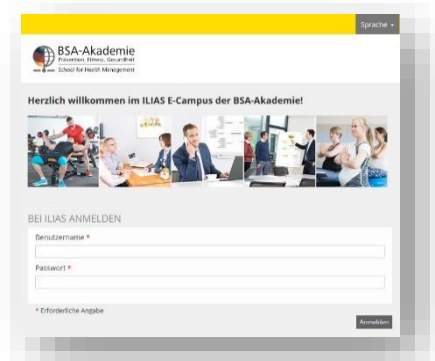 Sprache
BSA-Akademie
Prävention, Fitness, Gesundheit
School for Health Management
Herzlich willkommen im ILIAS E-Campus der BSA-Akademie!
BEI ILIAS ANMELDEN
Benutzername *
Passwort *
* Erforderliche Angabe
Anmelden